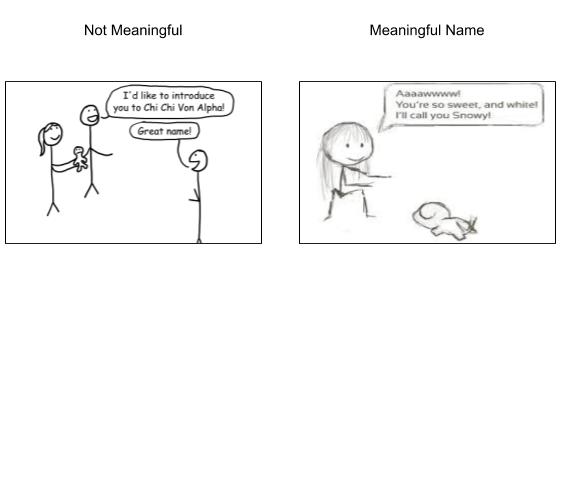 Not Meaningful
Meaningful Name
I'd like to introduce
you to Chi Chi Von Alpha!
Great name!
Aaaawwww!
You're so sweet, and white!
I'll call you Snowy!